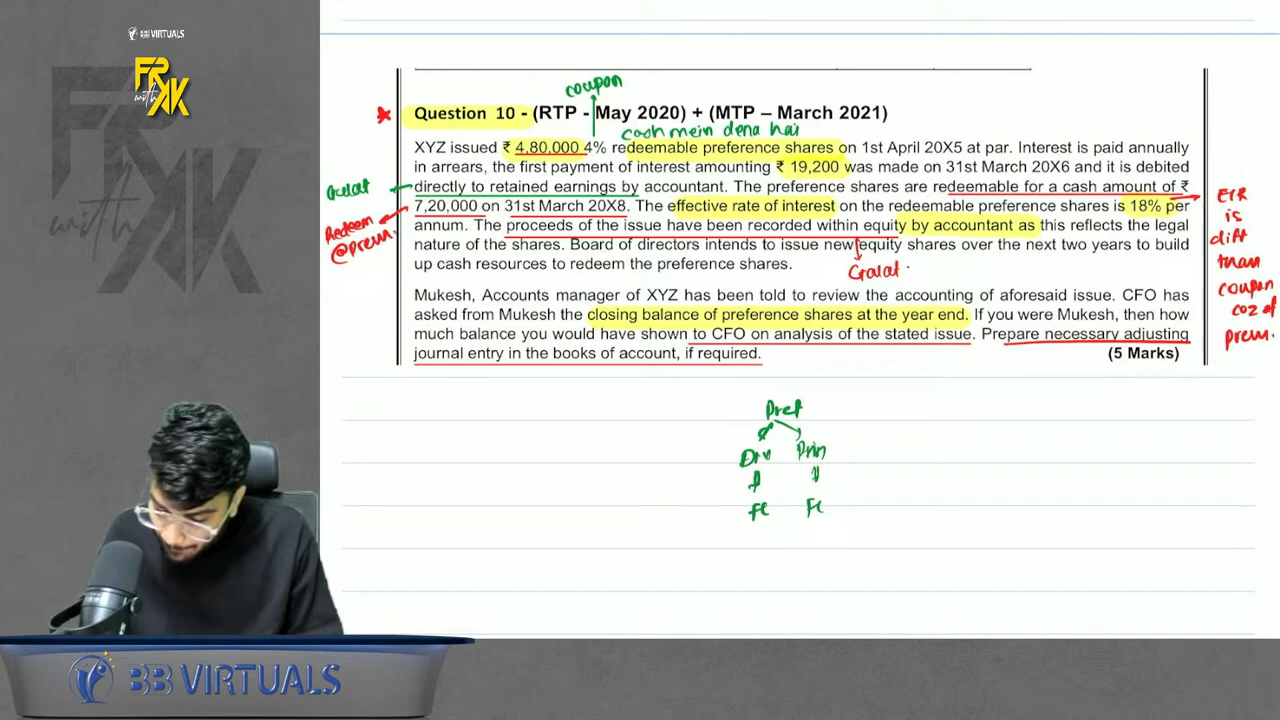 BB VIRTUALS
FR
with AK
coupon
Question 10 - (RTP - May 2020) + (MTP – March 2021)
cash mein dena hai
XYZ issued ₹ 4,80,000 4% redeemable preference shares on 1st April 20X5 at par. Interest is paid annually
in arrears, the first payment of interest amounting ₹ 19,200 was made on 31st March 20X6 and it is debited
Galat
directly to retained earnings by accountant. The preference shares are redeemable for a cash amount of ₹
7,20,000 on 31st March 20X8. The effective rate of interest on the redeemable preference shares is 18% per
Redeem
@prem.
annum. The proceeds of the issue have been recorded within equity by accountant as this reflects the legal
nature of the shares. Board of directors intends to issue new equity shares over the next two years to build
up cash resources to redeem the preference shares.
Galat.
EIR
is
diff
than
coupon
coz of
prem.
Mukesh, Accounts manager of XYZ has been told to review the accounting of aforesaid issue. CFO has
asked from Mukesh the closing balance of preference shares at the year end. If you were Mukesh, then how
much balance you would have shown to CFO on analysis of the stated issue. Prepare necessary adjusting
journal entry in the books of account, if required. (5 Marks)
Pref
Div Prin
FL FL
BB VIRTUALS